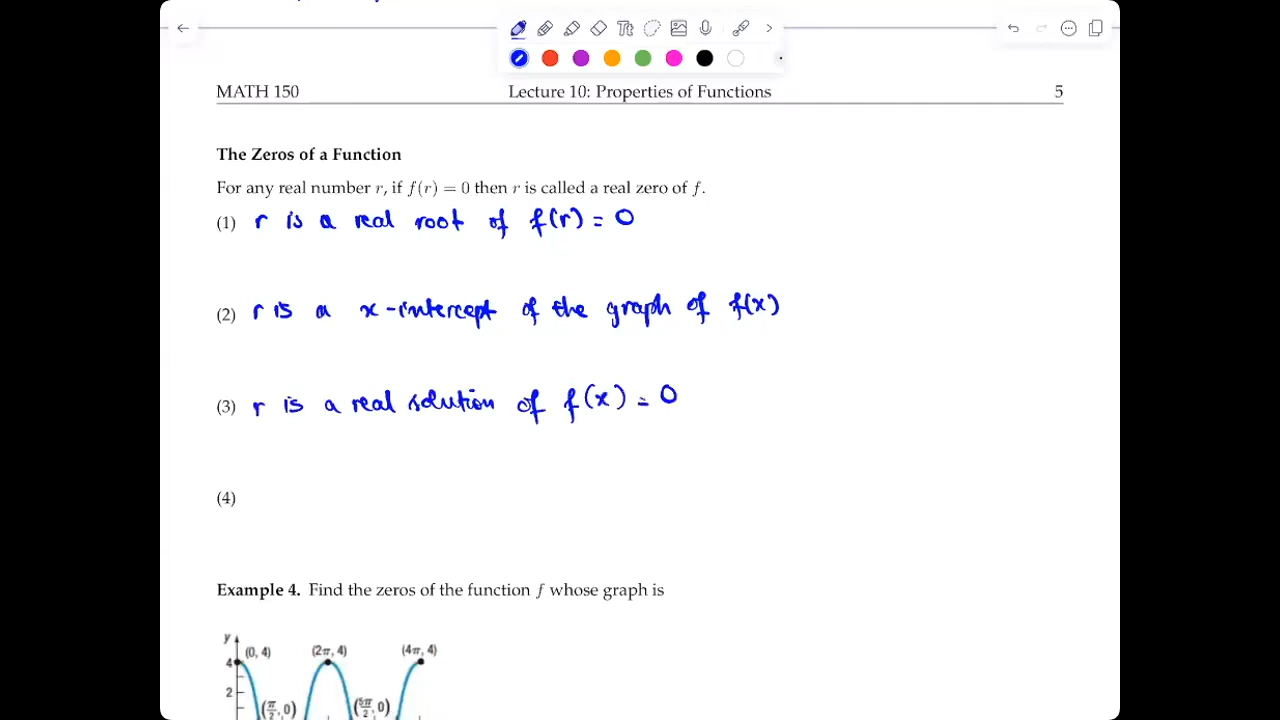 MATH 150 Lecture 10: Properties of Functions 5
The Zeros of a Function
For any real number r, if f(r) = 0 then r is called a real zero of f.
(1) r is a real root of f(r) = 0
(2) r is a x-intercept of the graph of f(x)
(3) r is a real solution of f(x) = 0
(4)
Example 4. Find the zeros of the function f whose graph is
y
(0, 4) (2π, 4) (4π, 4)
4
2
(π/2, 0) (5π/2, 0)